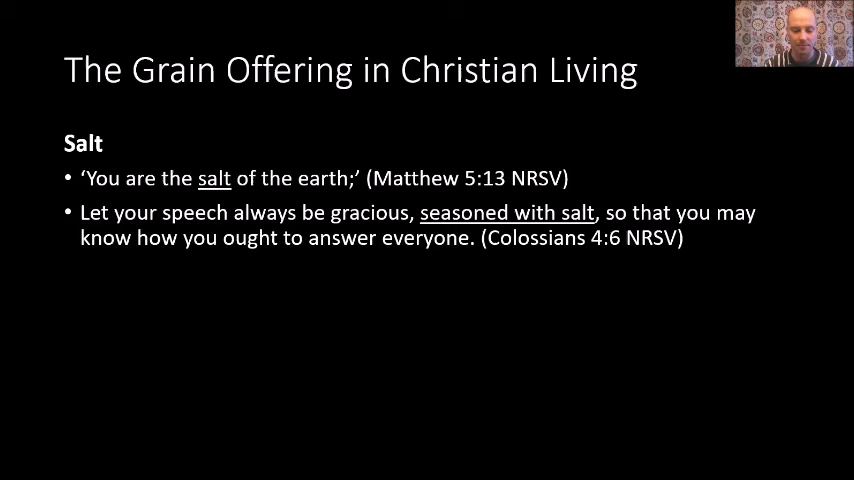 The Grain Offering in Christian Living
Salt
• ‘You are the salt of the earth;’ (Matthew 5:13 NRSV)
• Let your speech always be gracious, seasoned with salt, so that you may
know how you ought to answer everyone. (Colossians 4:6 NRSV)